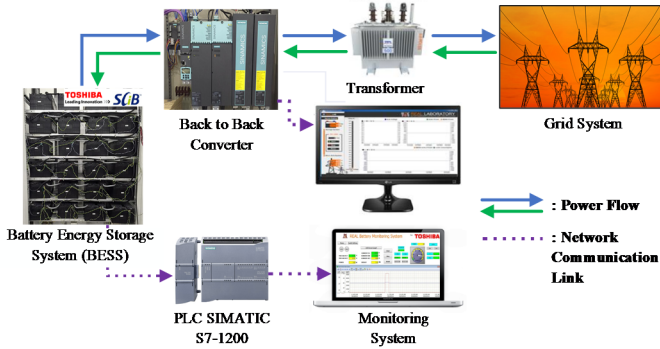 TOSHIBA
Leading Innovation >>>
SCiB
Transformer
Grid System
Back to Back
Converter
LABORATORY
: Power Flow
Battery Energy Storage
System (BESS)
TOSHIBA
: Network
Communication
Link
PLC SIMATIC
S7-1200
Monitoring
System